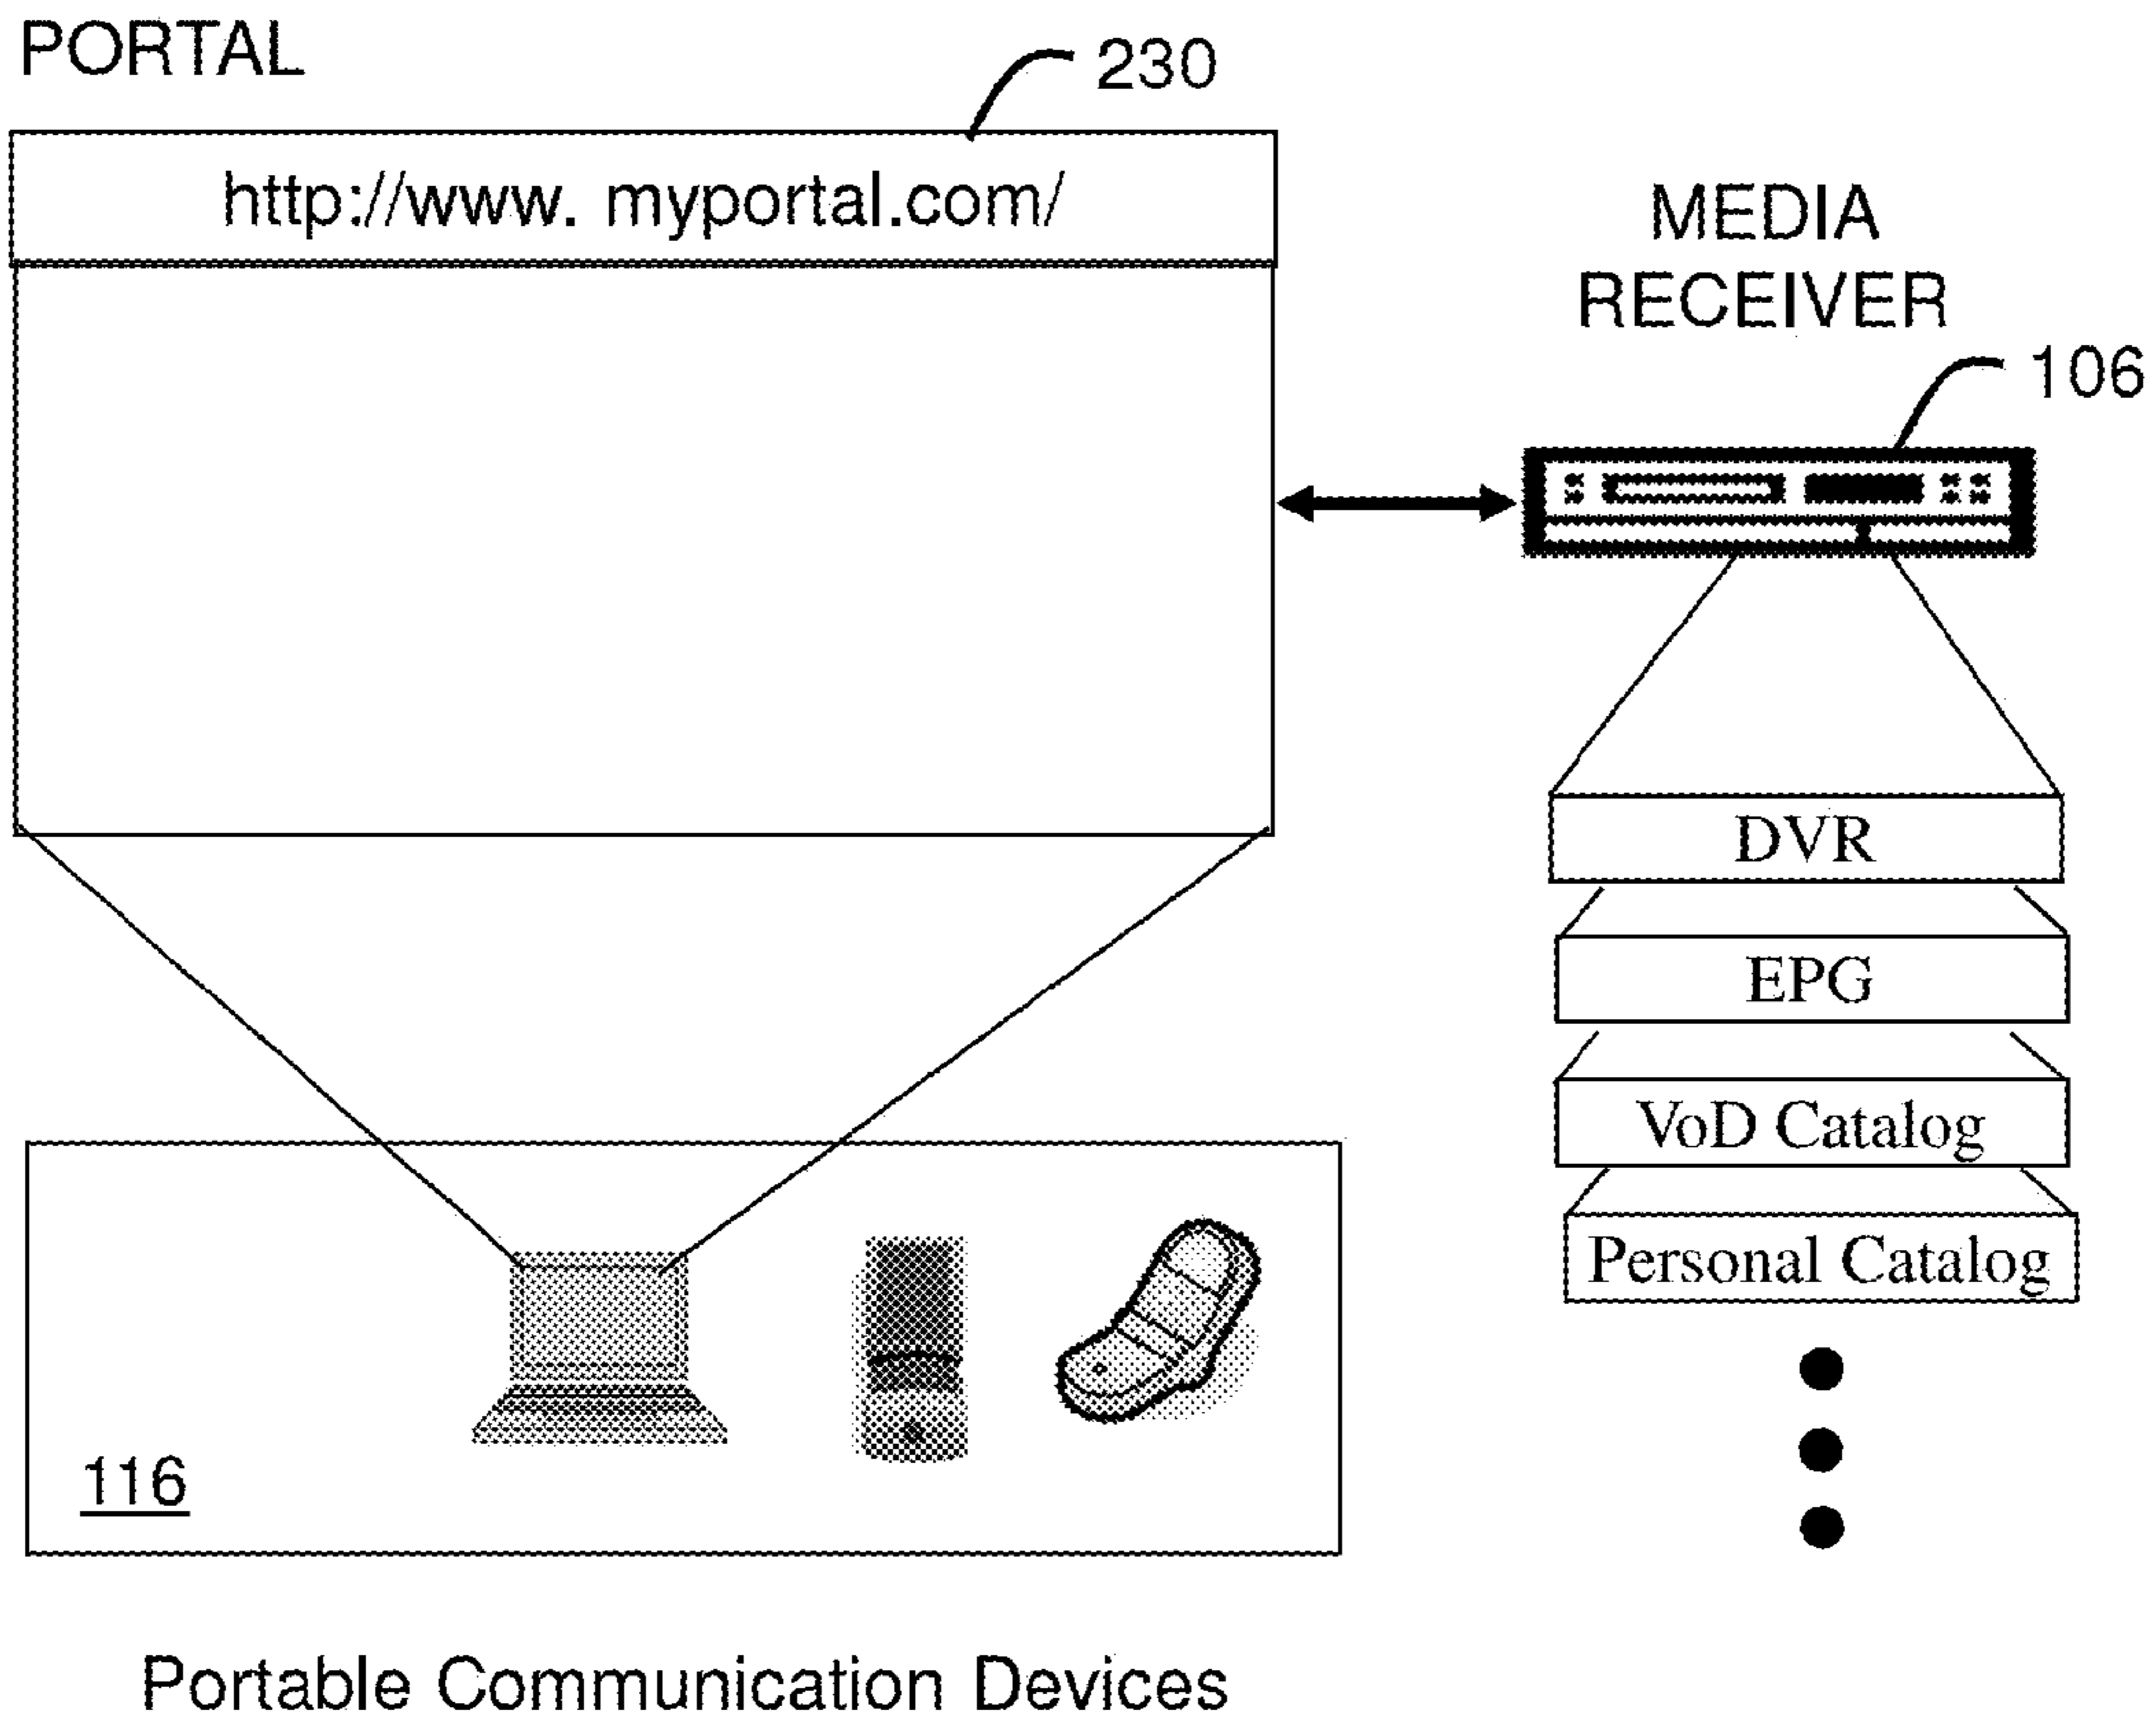 PORTAL
230
http://www. myportal.com/
MEDIA
RECEIVER
106
DVR
EPG
VoD Catalog
Personal Catalog
116
Portable Communication Devices